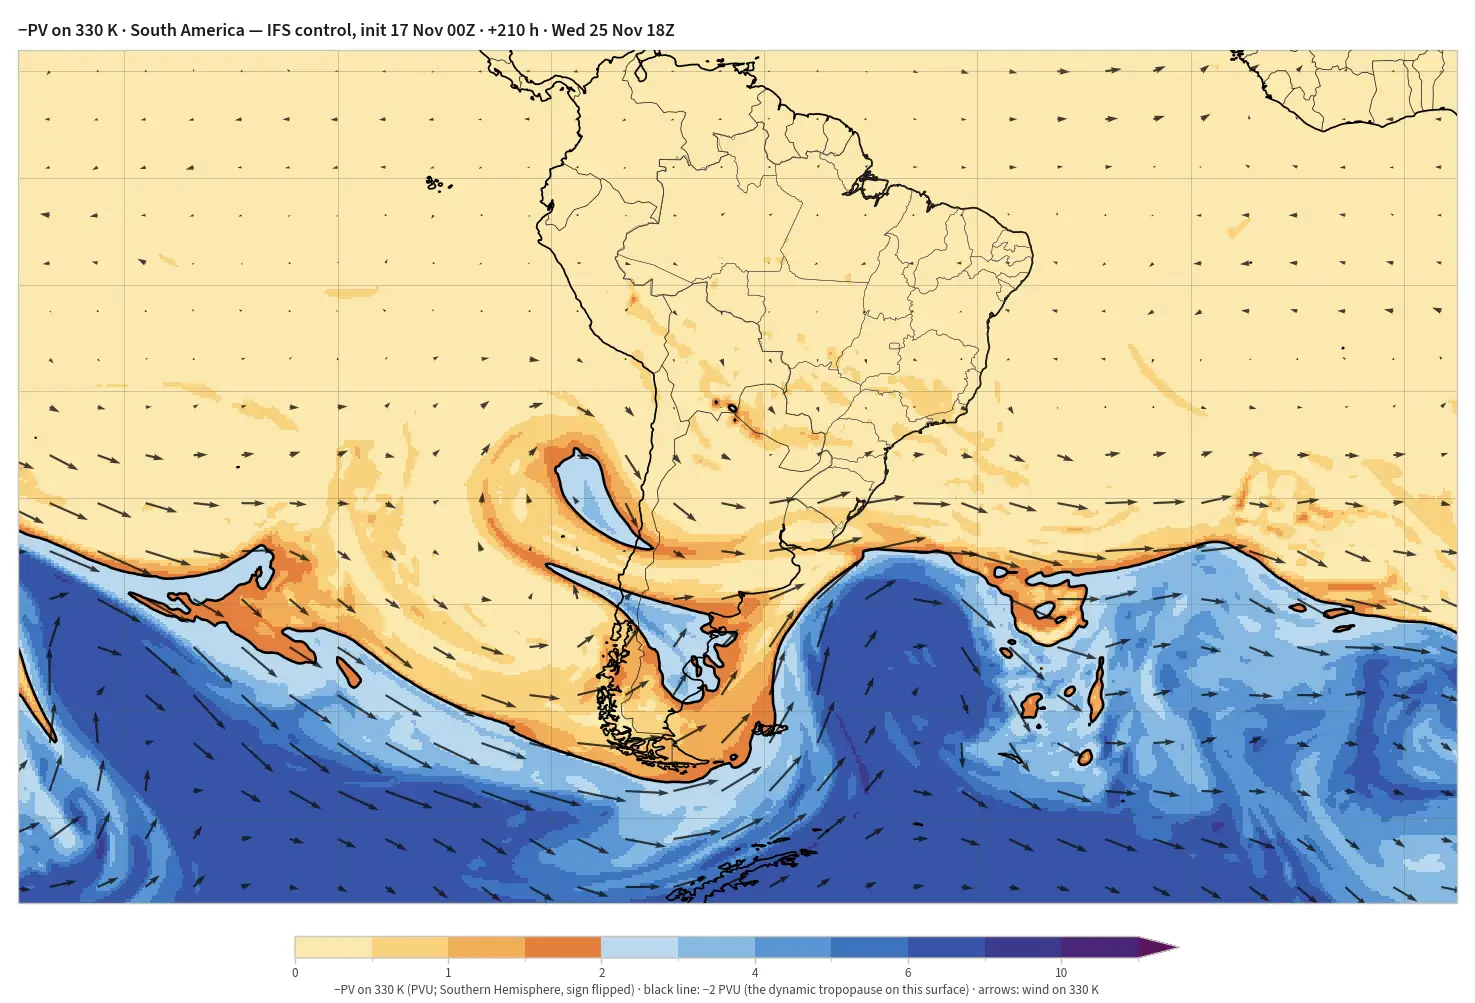 −PV on 330 K · South America — IFS control, init 17 Nov 00Z · +210 h · Wed 25 Nov 18Z
0 1 2 4 6 10
−PV on 330 K (PVU; Southern Hemisphere, sign flipped) · black line: −2 PVU (the dynamic tropopause on this surface) · arrows: wind on 330 K